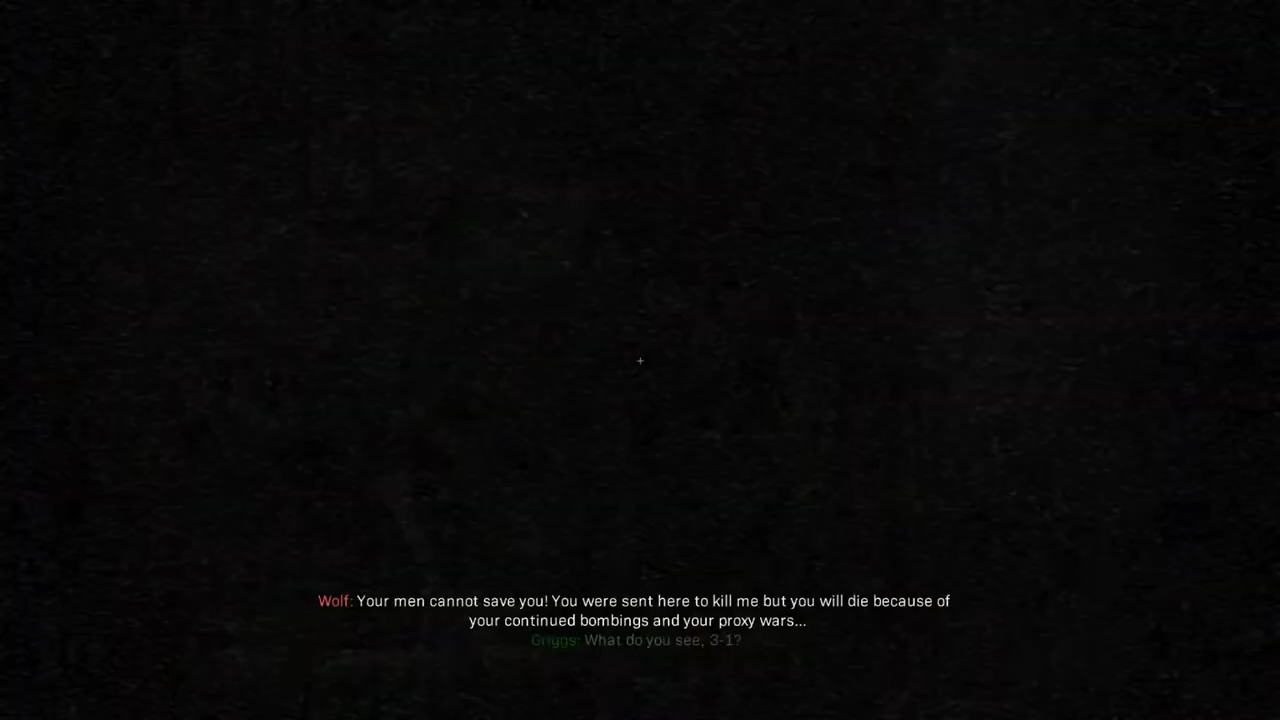 Wolf: Your men cannot save you! You were sent here to kill me but you will die because of
your continued bombings and your proxy wars...
Griggs: What do you see, 3-1?